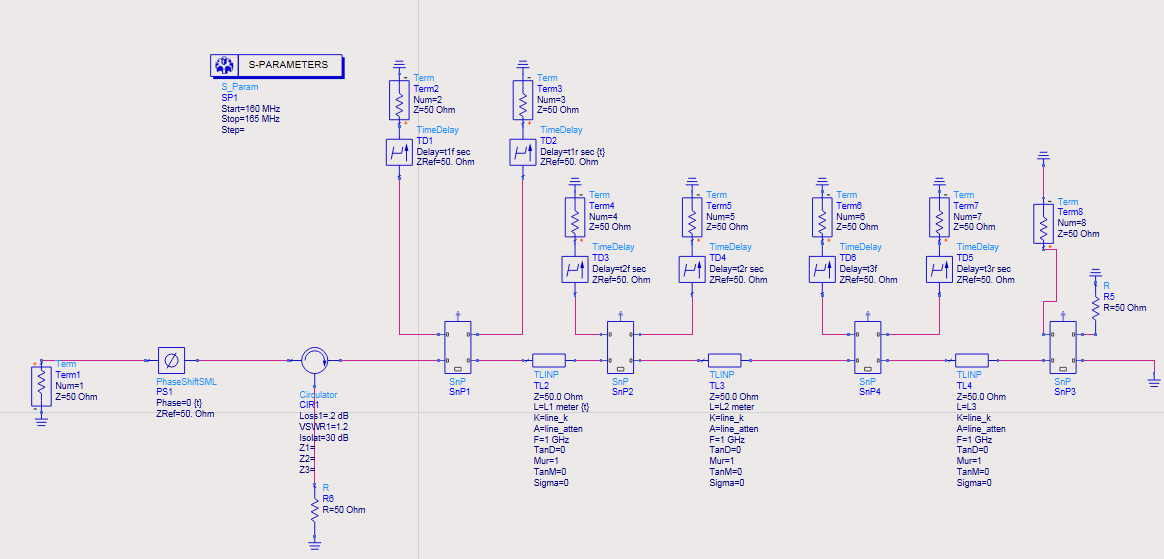 S-PARAMETERS
S_Param
SP1
Start=160 MHz
Stop=165 MHz
Step=
Term
Term2
Num=2
Z=50 Ohm
TimeDelay
TD1
Delay=t1f sec
ZRef=50. Ohm
Term
Term3
Num=3
Z=50 Ohm
TimeDelay
TD2
Delay=t1r sec {t}
ZRef=50. Ohm
Term
Term4
Num=4
Z=50 Ohm
TimeDelay
TD3
Delay=t2f sec
ZRef=50. Ohm
Term
Term5
Num=5
Z=50 Ohm
TimeDelay
TD4
Delay=t2r sec
ZRef=50. Ohm
Term
Term6
Num=6
Z=50 Ohm
TimeDelay
TD6
Delay=t3f
ZRef=50. Ohm
Term
Term7
Num=7
Z=50 Ohm
TimeDelay
TD5
Delay=t3r sec
ZRef=50. Ohm
Term
Term8
Num=8
Z=50 Ohm
R
R5
R=50 Ohm
Term
Term1
Num=1
Z=50 Ohm
PhaseShiftSML
PS1
Phase=0 {t}
ZRef=50. Ohm
Circulator
CIR1
Loss1=.2 dB
VSWR1=1.2
Isolat=30 dB
Z1=
Z2=
Z3=
R
R6
R=50 Ohm
SnP
SnP1
TLINP
TL2
Z=50.0 Ohm
L=L1 meter {t}
K=line_k
A=line_atten
F=1 GHz
TanD=0
Mur=1
TanM=0
Sigma=0
SnP
SnP2
TLINP
TL3
Z=50.0 Ohm
L=L2 meter
K=line_k
A=line_atten
F=1 GHz
TanD=0
Mur=1
TanM=0
Sigma=0
SnP
SnP4
TLINP
TL4
Z=50.0 Ohm
L=L3
K=line_k
A=line_atten
F=1 GHz
TanD=0
Mur=1
TanM=0
Sigma=0
SnP
SnP3